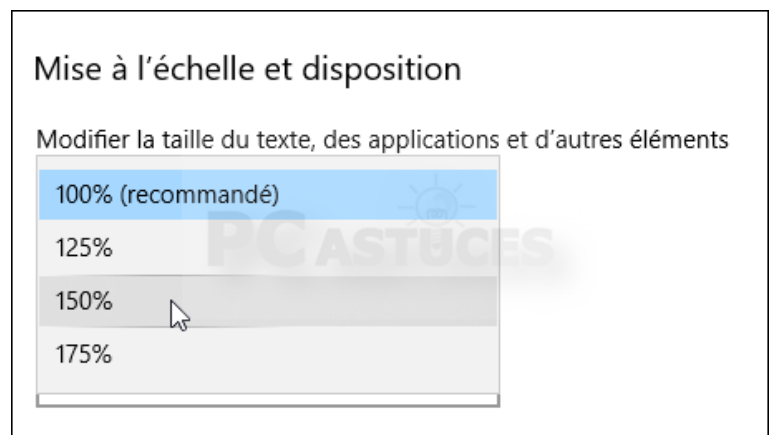 Mise à l’échelle et disposition
Modifier la taille du texte, des applications et d’autres éléments
100% (recommandé)
125%
PC ASTUCES
150%
175%